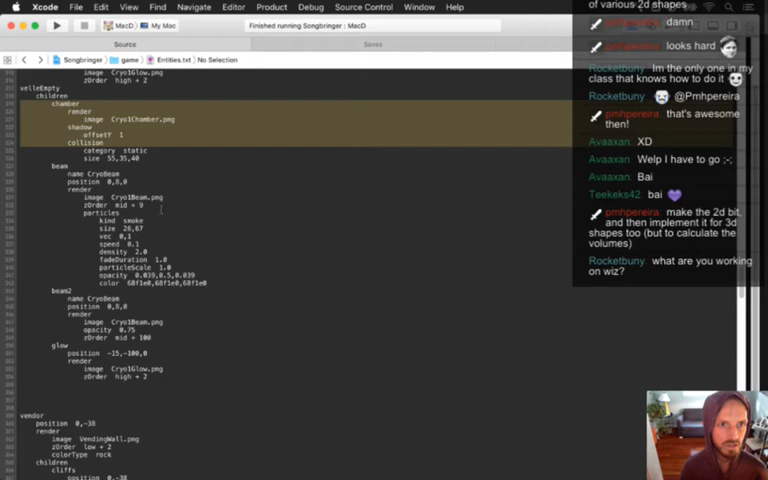 Xcode File Edit View Find Navigate Editor Product Debug Source Control Window Help
MacD
My Mac
Finished running Songbringer : MacD
Source
Saves
Songbringer
game
Entities.txt
No Selection
image Cryo1Glow.png
zOrder high + 2
velleEmpty
children
chamber
render
image Cryo1Chamber.png
shadow
offsetY 1
collision
category static
size 55,35,40
beam
name CryoBeam
position 0,8,0
render
image Cryo1Beam.png
zOrder mid + 9
particles
kind smoke
size 26,67
vec 0,1
speed 0.1
density 2.0
fadeDuration 1.0
particleScale 1.0
opacity 0.039,0.5,0.039
color 68f1e0,68f1e0,68f1e0
beam2
name CryoBeam
position 0,8,0
render
image Cryo1Beam.png
opacity 0.75
zOrder mid + 100
glow
position -15,-100,0
render
image Cryo1Glow.png
zOrder high + 2
vendor
position 0,-38
render
image VendingWall.png
zOrder low + 2
colorType rock
children
cliffs
position 0,-38
of various 2d shapes
pmhpereira: damn
pmhpereira: looks hard
Rocketbuny: Im the only one in my
class that knows how to do it
Rocketbuny: @Pmhpereira
pmhpereira: that's awesome
then!
Avaaxan: XD
Avaaxan: Welp I have to go ;-;
Avaaxan: Bai
Teekeks42: bai
pmhpereira: make the 2d bit,
and then implement it for 3d
shapes too (but to calculate the
volumes)
Rocketbuny: what are you working
on wiz?